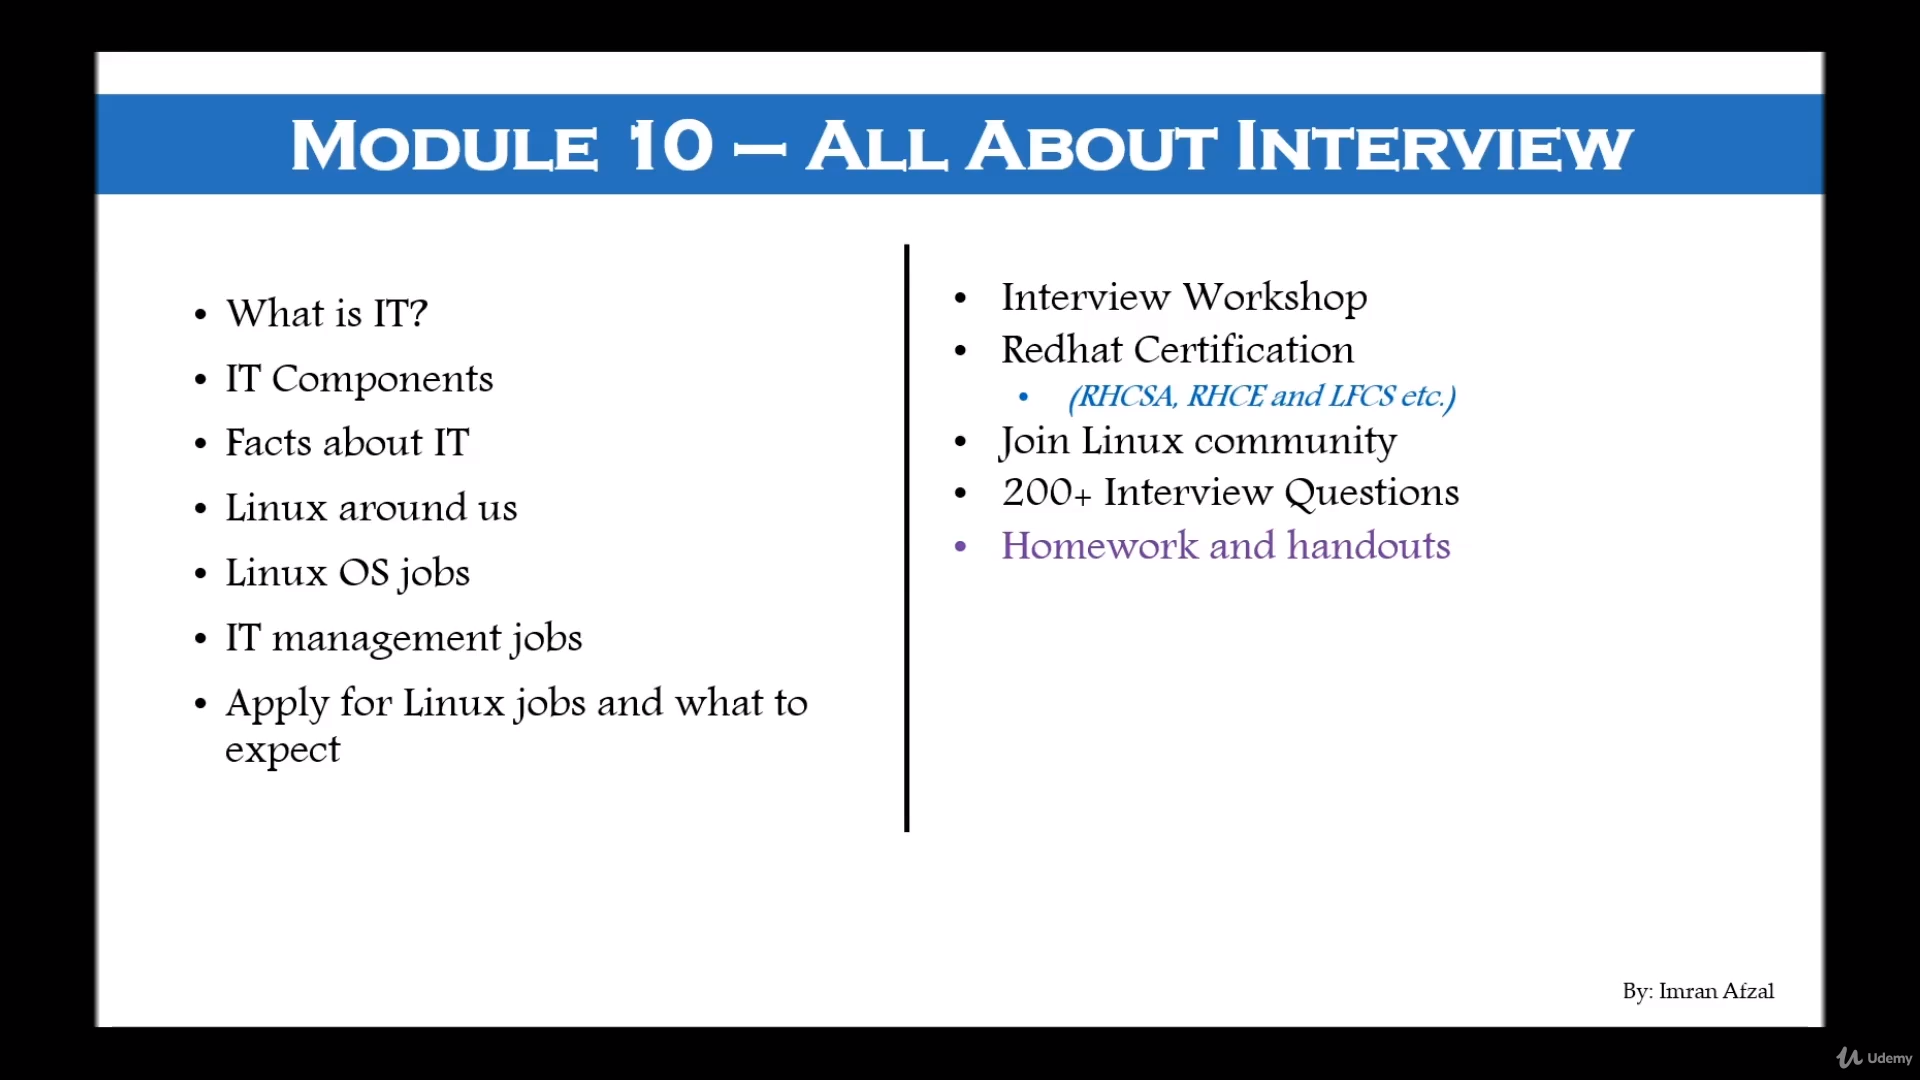 MODULE 10 – ALL ABOUT INTERVIEW
• What is IT?
• IT Components
• Facts about IT
• Linux around us
• Linux OS jobs
• IT management jobs
• Apply for Linux jobs and what to
expect
• Interview Workshop
• Redhat Certification
• (RHCSA, RHCE and LFCS etc.)
• Join Linux community
• 200+ Interview Questions
• Homework and handouts
By: Imran Afzal
Udemy